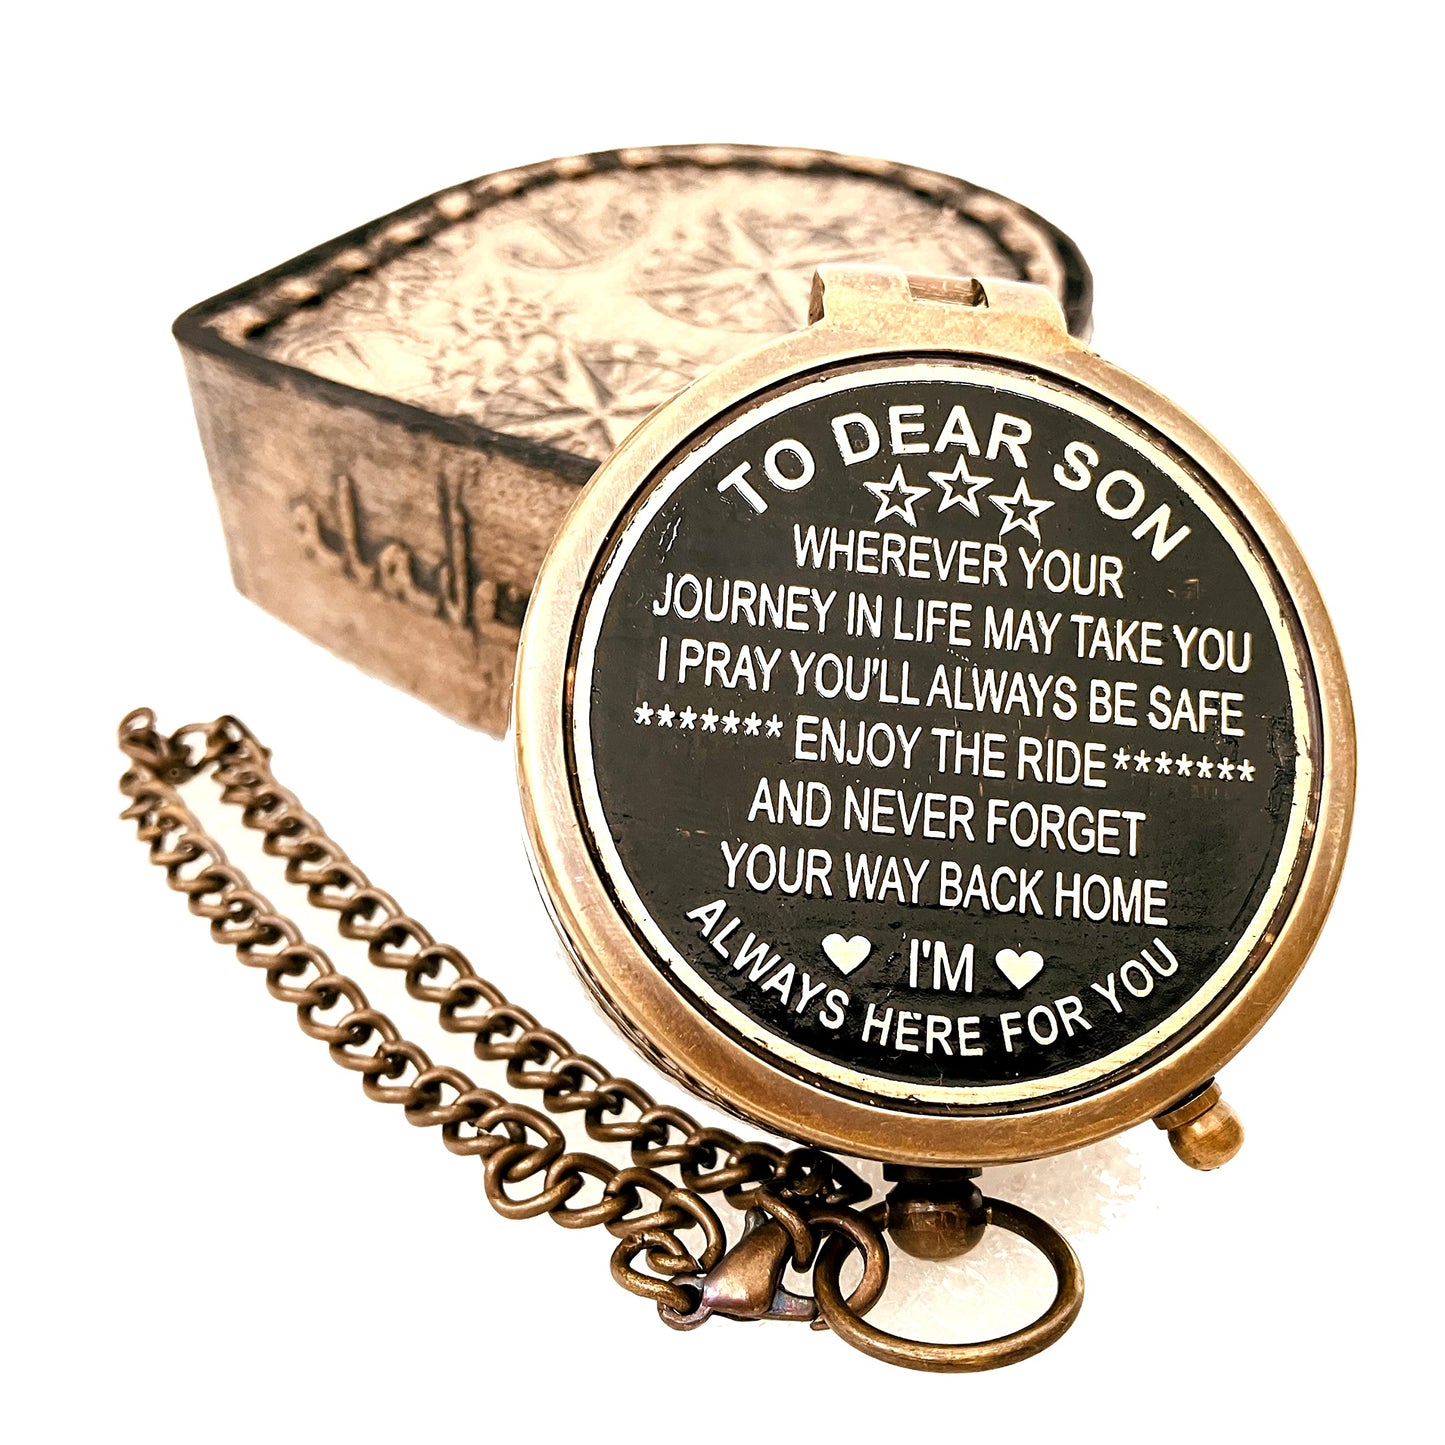 TO DEAR SON
☆☆☆
WHEREVER YOUR
JOURNEY IN LIFE MAY TAKE YOU
I PRAY YOU'LL ALWAYS BE SAFE
******* ENJOY THE RIDE *******
AND NEVER FORGET
YOUR WAY BACK HOME
♥ I'M ♥
ALWAYS HERE FOR YOU